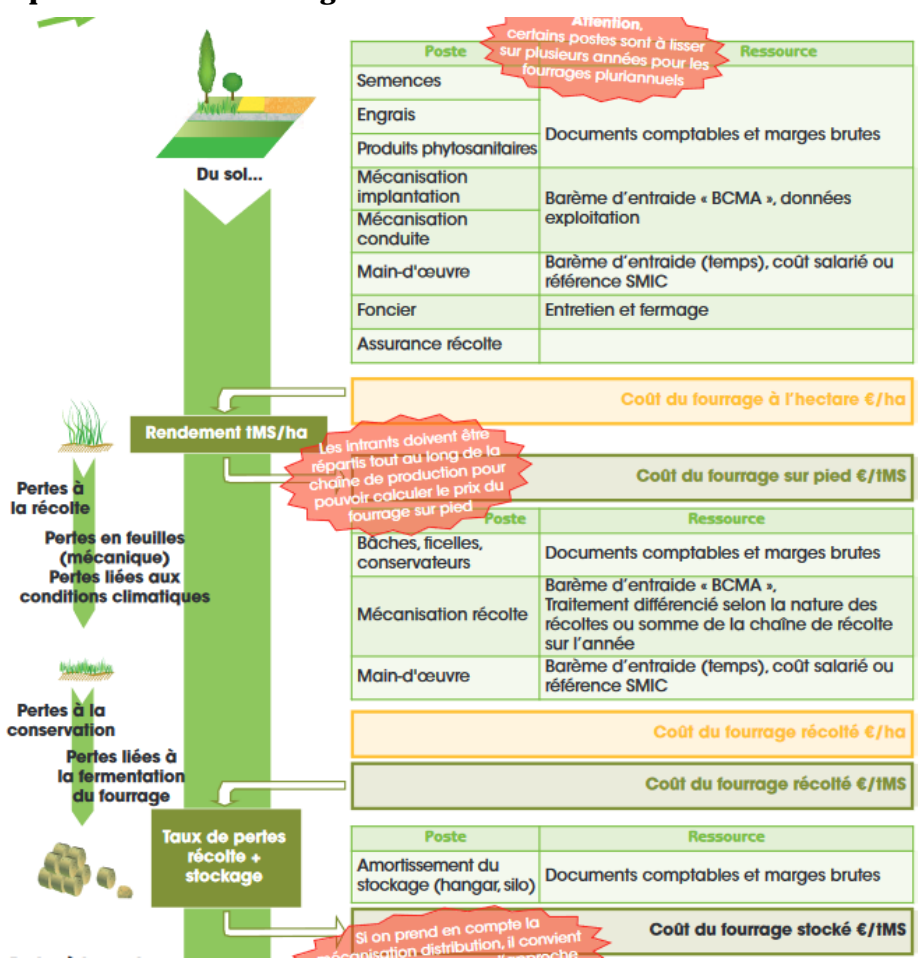 Attention,
certains postes sont à lisser
sur plusieurs années pour les
fourrages pluriannuels
Poste
Ressource
Semences
Engrais
Produits phytosanitaires
Documents comptables et marges brutes
Du sol...
Mécanisation
implantation
Mécanisation
conduite
Barème d'entraide « BCMA », données
exploitation
Main-d'œuvre
Barème d'entraide (temps), coût salarié ou
référence SMIC
Foncier
Entretien et fermage
Assurance récolte
Coût du fourrage à l'hectare €/ha
Rendement tMS/ha
Les intrants doivent être
répartis tout au long de la
chaîne de production pour
pouvoir calculer le prix du
fourrage sur pied
Coût du fourrage sur pied €/tMS
Pertes à
la récolte
Pertes en feuilles
(mécanique)
Pertes liées aux
conditions climatiques
Poste
Ressource
Bâches, ficelles,
conservateurs
Documents comptables et marges brutes
Mécanisation récolte
Barème d'entraide « BCMA »,
Traitement différencié selon la nature des
récoltes ou somme de la chaîne de récolte
sur l'année
Main-d'œuvre
Barème d'entraide (temps), coût salarié ou
référence SMIC
Pertes à la
conservation
Pertes liées à
la fermentation
du fourrage
Coût du fourrage récolté €/ha
Coût du fourrage récolté €/tMS
Taux de pertes
récolte +
stockage
Poste
Ressource
Amortissement du
stockage (hangar, silo)
Documents comptables et marges brutes
Coût du fourrage stocké €/tMS
Si on prend en compte la
mécanisation distribution, il convient